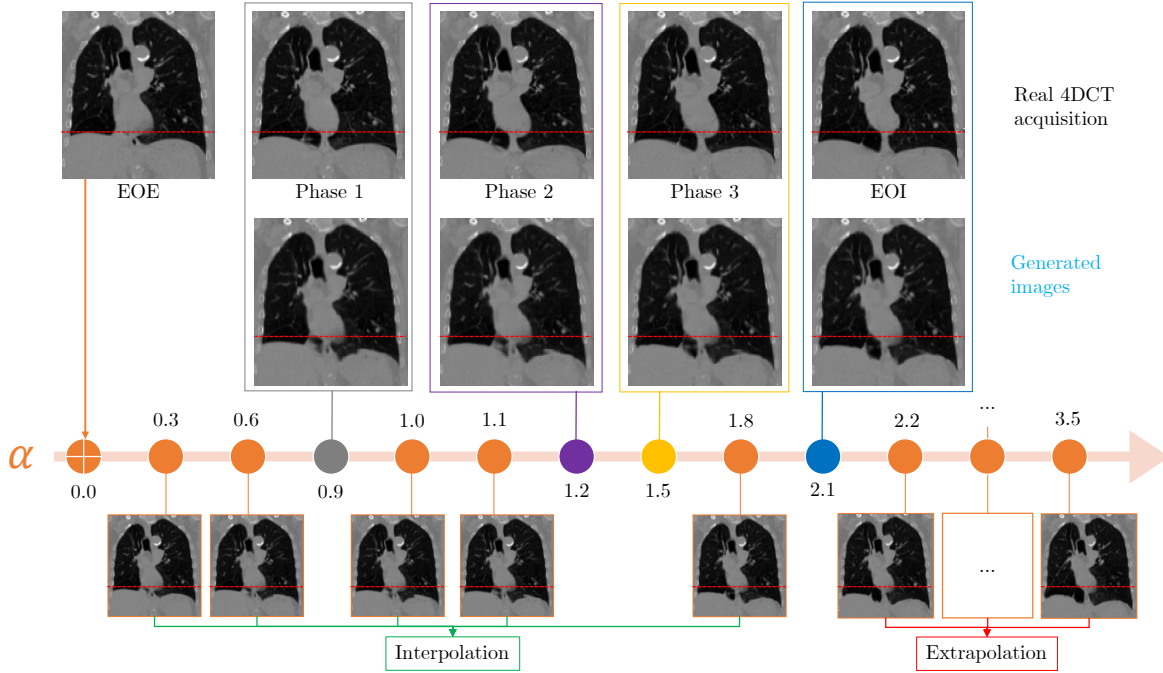 Real 4DCT
acquisition
EOE
Phase 1
Phase 2
Phase 3
EOI
Generated
images
α
0.0
0.3
0.6
0.9
1.0
1.1
1.2
1.5
1.8
2.1
2.2
...
3.5
...
Interpolation
Extrapolation